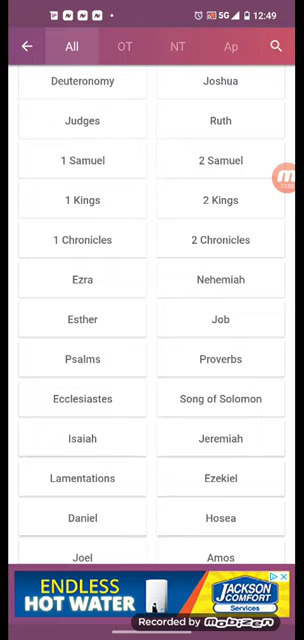 5G 12:49
All OT NT Ap
Deuteronomy Joshua
Judges Ruth
1 Samuel 2 Samuel
1 Kings 2 Kings
1 Chronicles 2 Chronicles
Ezra Nehemiah
Esther Job
Psalms Proverbs
Ecclesiastes Song of Solomon
Isaiah Jeremiah
Lamentations Ezekiel
Daniel Hosea
Joel Amos
ENDLESS
HOT WATER
JACKSON
COMFORT
Services
Recorded by mobizen